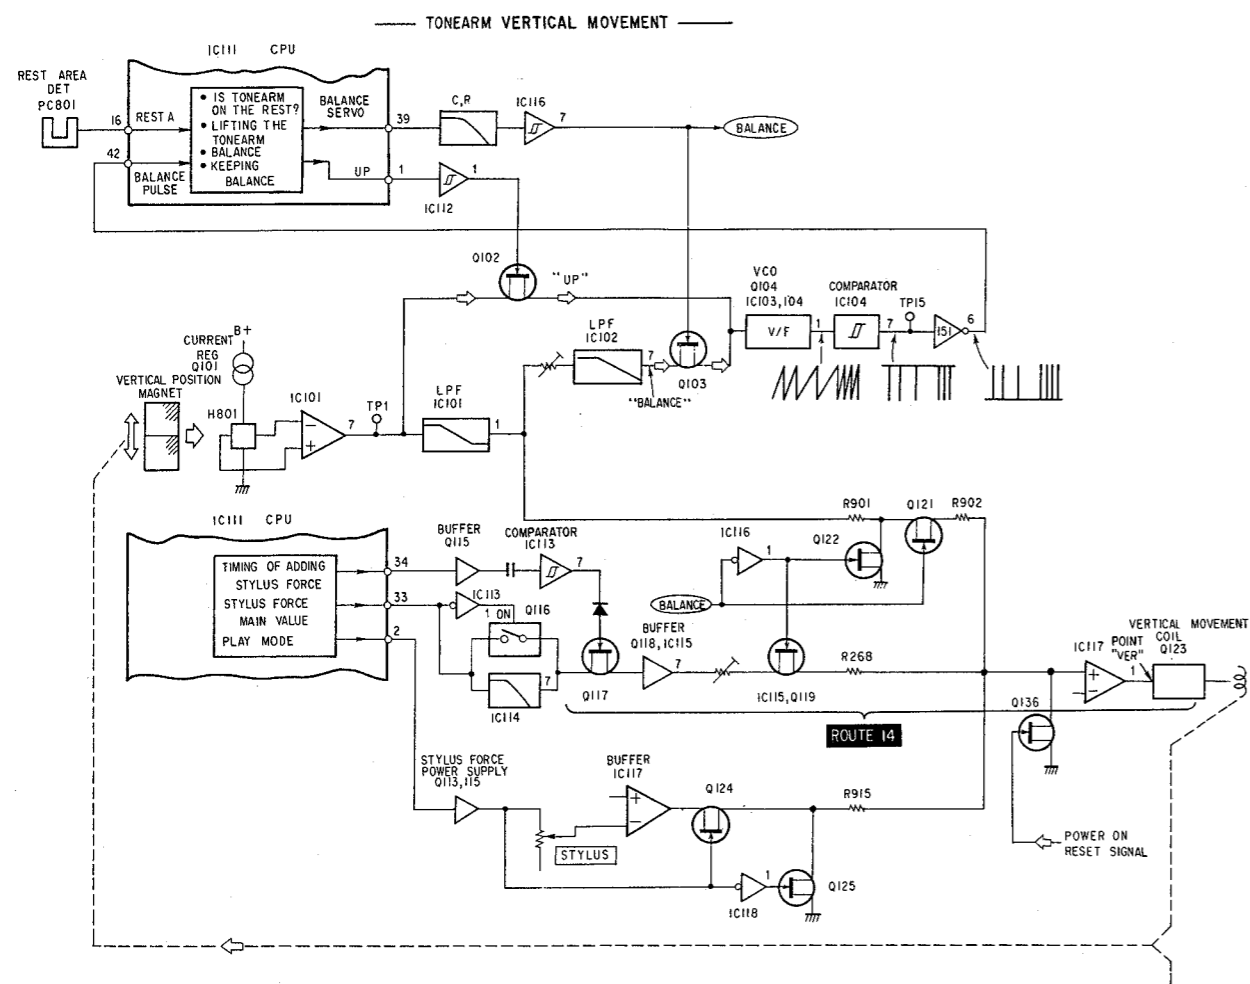 TONEARM VERTICAL MOVEMENT
IC111 CPU
REST AREA
DET
PC801
16
REST A
42
BALANCE
PULSE
• IS TONEARM
ON THE REST?
• LIFTING THE
TONEARM
• BALANCE
• KEEPING
BALANCE
BALANCE
SERVO
39
UP
1
C,R
IC116
7
BALANCE
1
IC112
Q102
"UP"
LPF
IC102
7
"BALANCE"
Q103
VCO
Q104
IC103,104
V/F
1
COMPARATOR
IC104
7
TP15
151
6
B+
CURRENT
REG
Q101
VERTICAL POSITION
MAGNET
H801
IC101
−
+
7
TP1
LPF
IC101
1
IC111 CPU
TIMING OF ADDING
STYLUS FORCE
STYLUS FORCE
MAIN VALUE
PLAY MODE
34
33
2
BUFFER
Q115
COMPARATOR
IC113
7
IC113
1 ON
Q116
7
IC114
Q117
BUFFER
Q118,IC115
7
IC116
1
BALANCE
IC115,Q119
R901
Q122
Q121
R902
R268
ROUTE 14
IC117
+
−
POINT
"VER"
1
VERTICAL MOVEMENT
COIL
Q123
Q136
POWER ON
RESET SIGNAL
STYLUS FORCE
POWER SUPPLY
Q113,115
STYLUS
BUFFER
IC117
+
−
Q124
R915
IC118
1
Q125